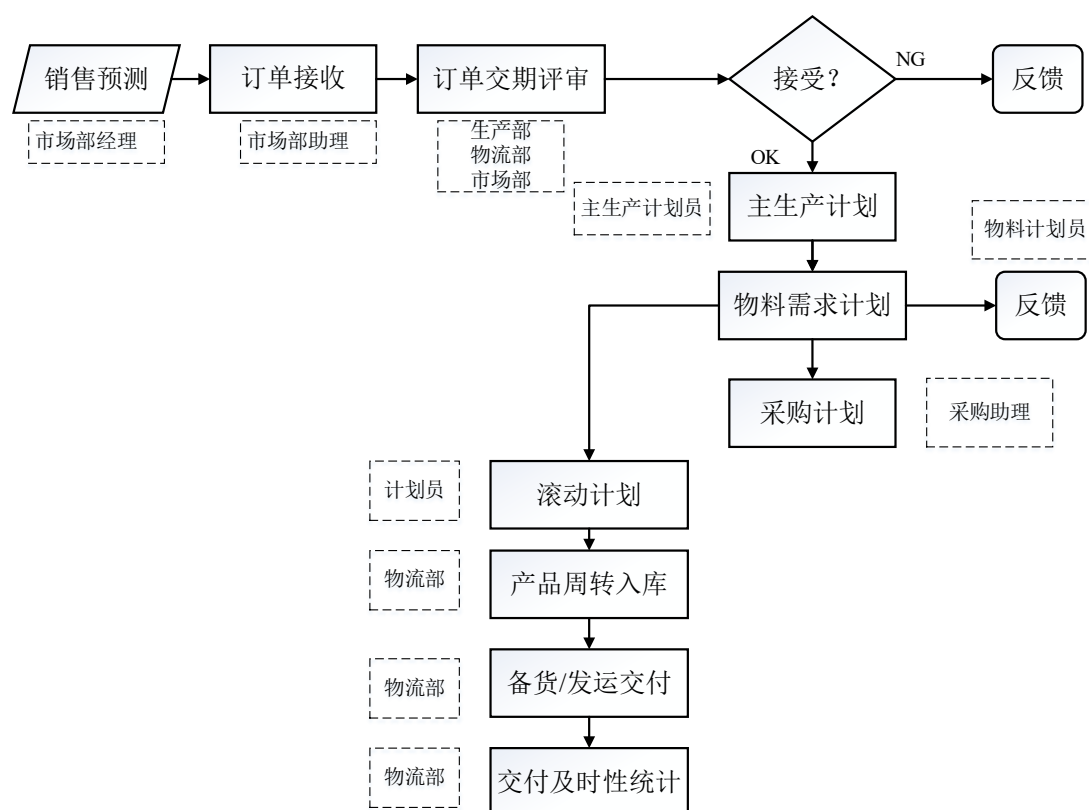 销售预测
订单接收
订单交期评审
接受?
NG
反馈
市场部经理
市场部助理
生产部
物流部
市场部
OK
主生产计划员
主生产计划
物料计划员
物料需求计划
反馈
采购计划
采购助理
计划员
滚动计划
物流部
产品周转入库
物流部
备货/发运交付
物流部
交付及时性统计